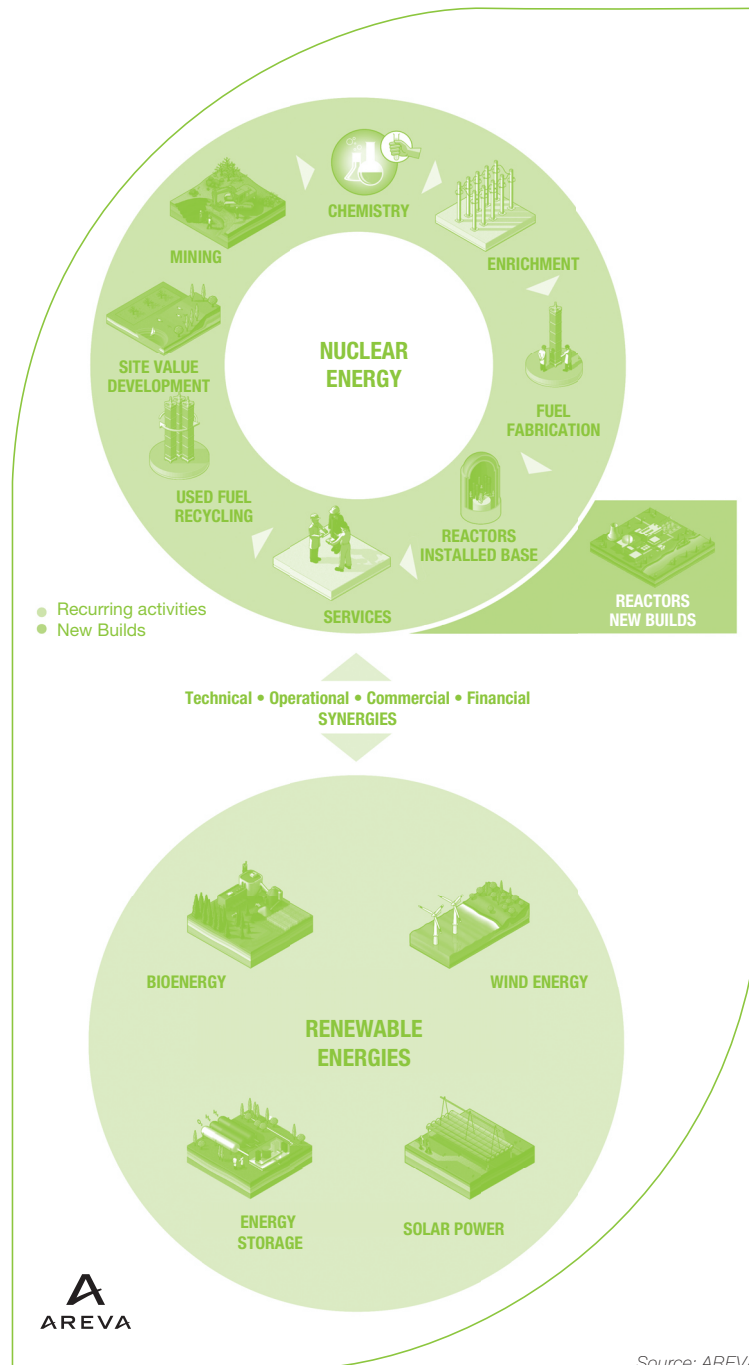 CHEMISTRY
MINING
ENRICHMENT
NUCLEAR
ENERGY
SITE VALUE
DEVELOPMENT
FUEL
FABRICATION
USED FUEL
RECYCLING
REACTORS
INSTALLED BASE
SERVICES
REACTORS
NEW BUILDS
Recurring activities
New Builds
Technical • Operational • Commercial • Financial
SYNERGIES
BIOENERGY
WIND ENERGY
RENEWABLE
ENERGIES
ENERGY
STORAGE
SOLAR POWER
AREVA
Source: AREVA